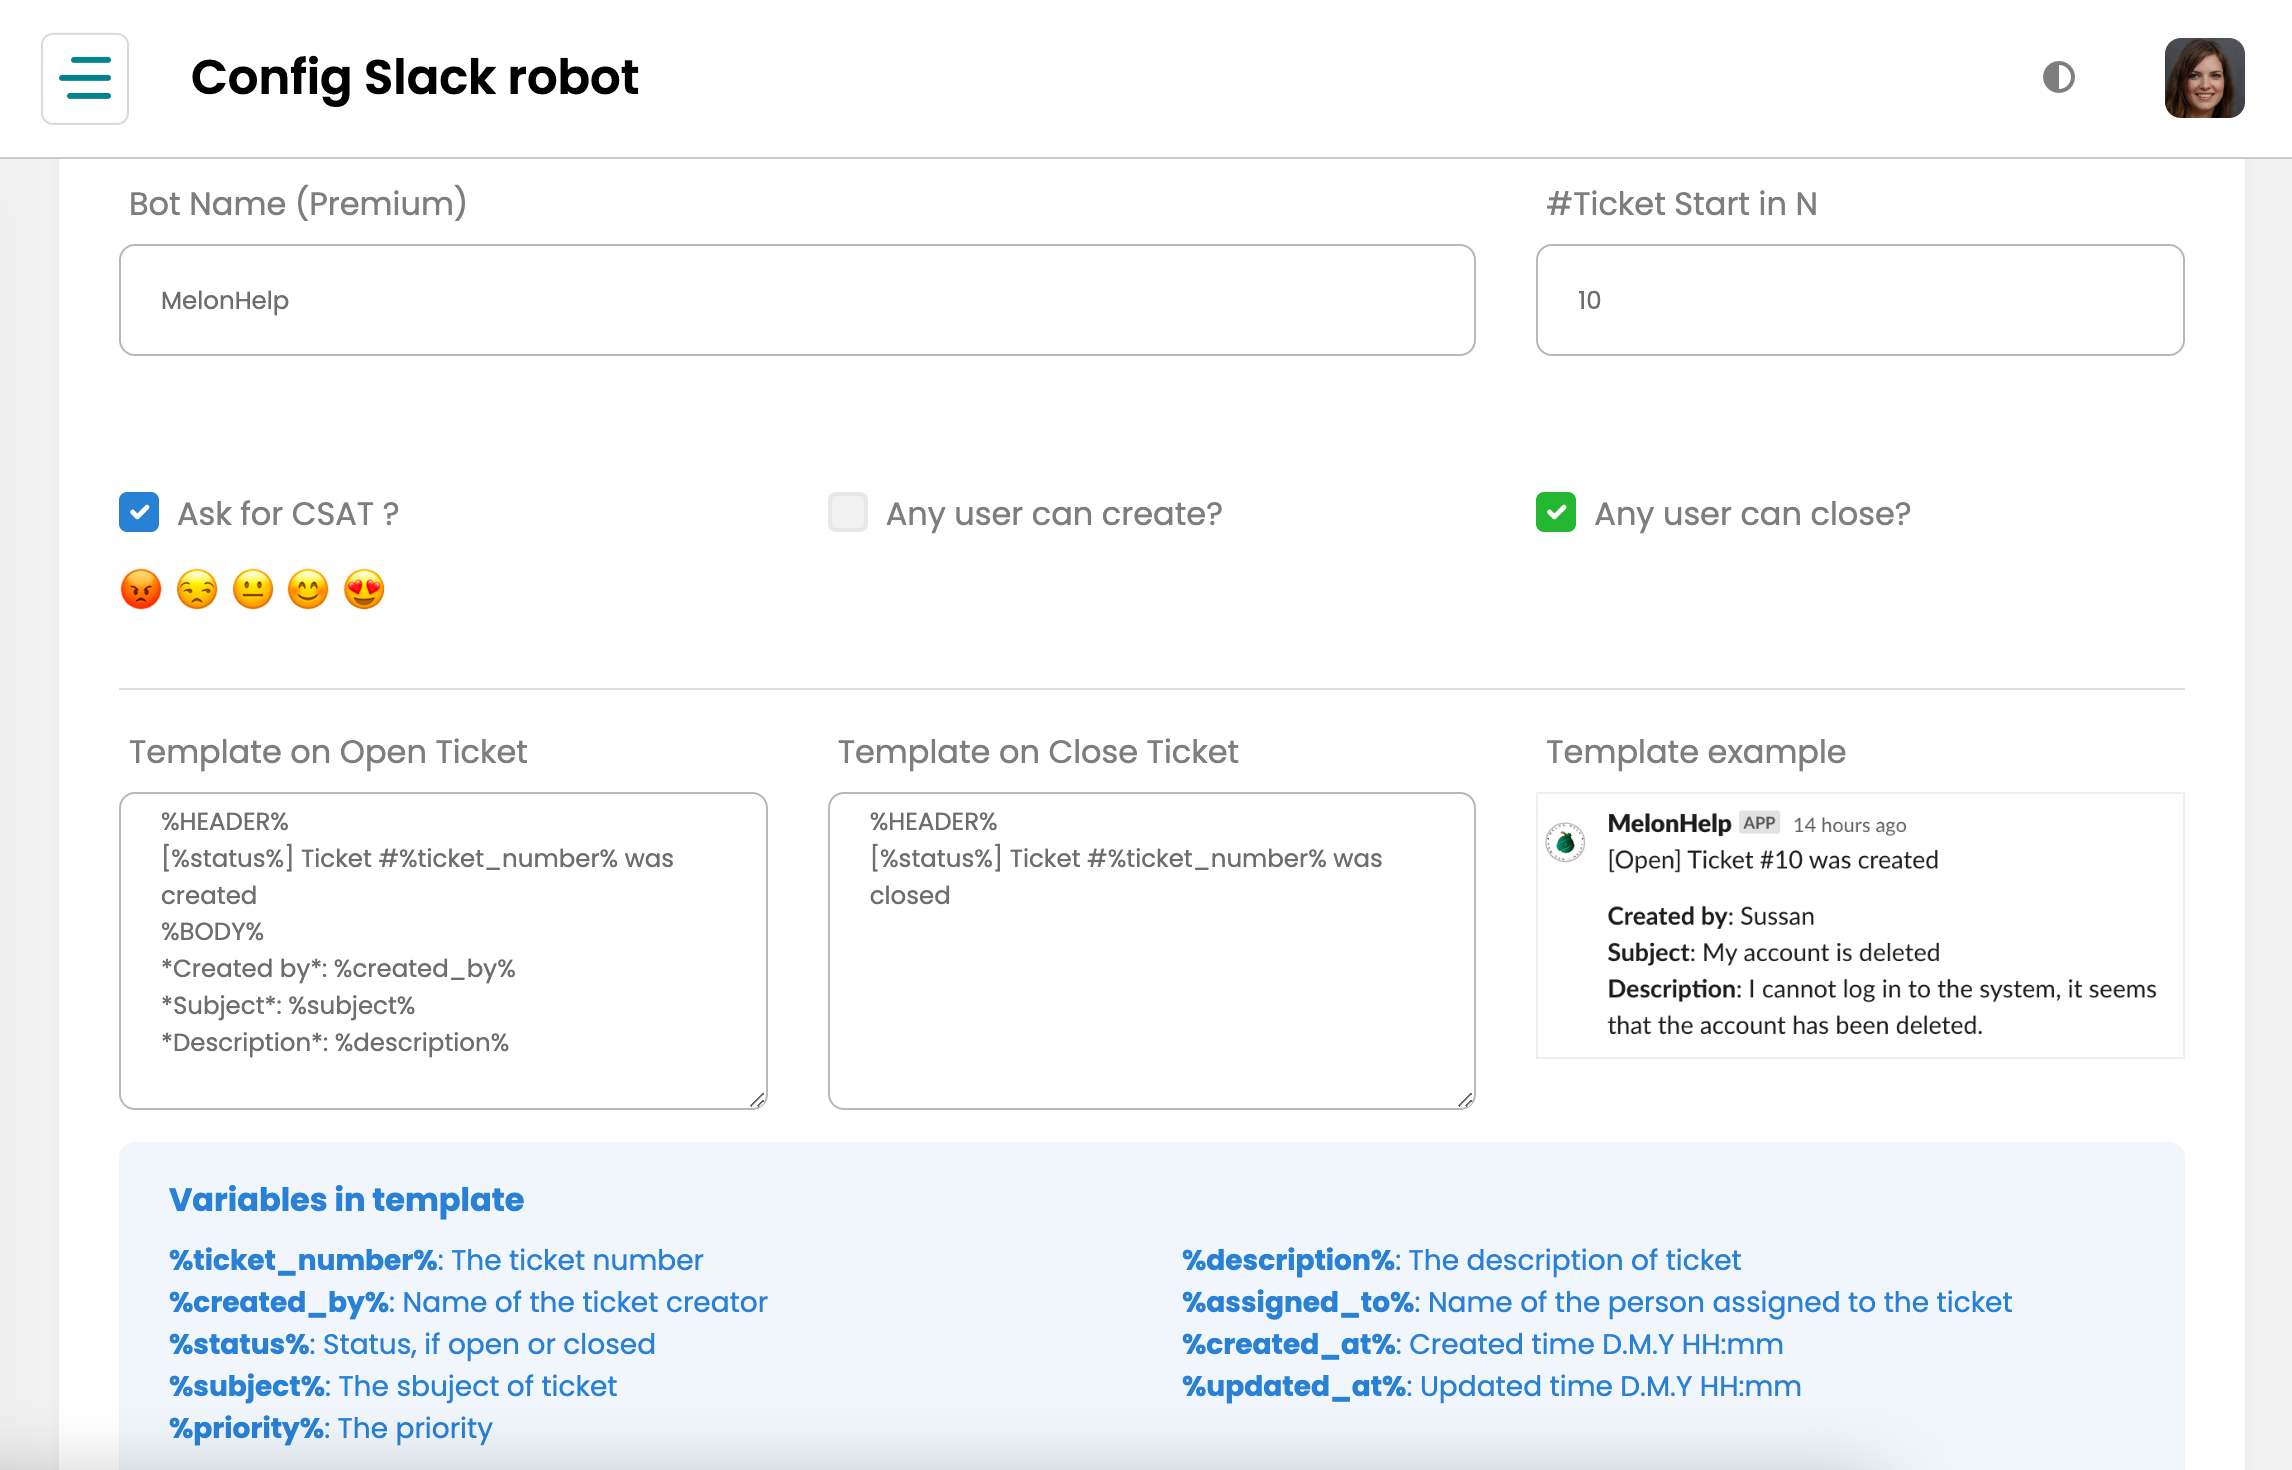 Config Slack robot
Bot Name (Premium)
#Ticket Start in N
MelonHelp
10
Ask for CSAT ?
Any user can create?
Any user can close?
Template on Open Ticket
%HEADER%
[%status%] Ticket #%ticket_number% was
created
%BODY%
*Created by*: %created_by%
*Subject*: %subject%
*Description*: %description%
Template on Close Ticket
%HEADER%
[%status%] Ticket #%ticket_number% was
closed
Template example
MelonHelp APP 14 hours ago
[Open] Ticket #10 was created
Created by: Sussan
Subject: My account is deleted
Description: I cannot log in to the system, it seems
that the account has been deleted.
Variables in template
%ticket_number%: The ticket number
%created_by%: Name of the ticket creator
%status%: Status, if open or closed
%subject%: The sbuject of ticket
%priority%: The priority
%description%: The description of ticket
%assigned_to%: Name of the person assigned to the ticket
%created_at%: Created time D.M.Y HH:mm
%updated_at%: Updated time D.M.Y HH:mm